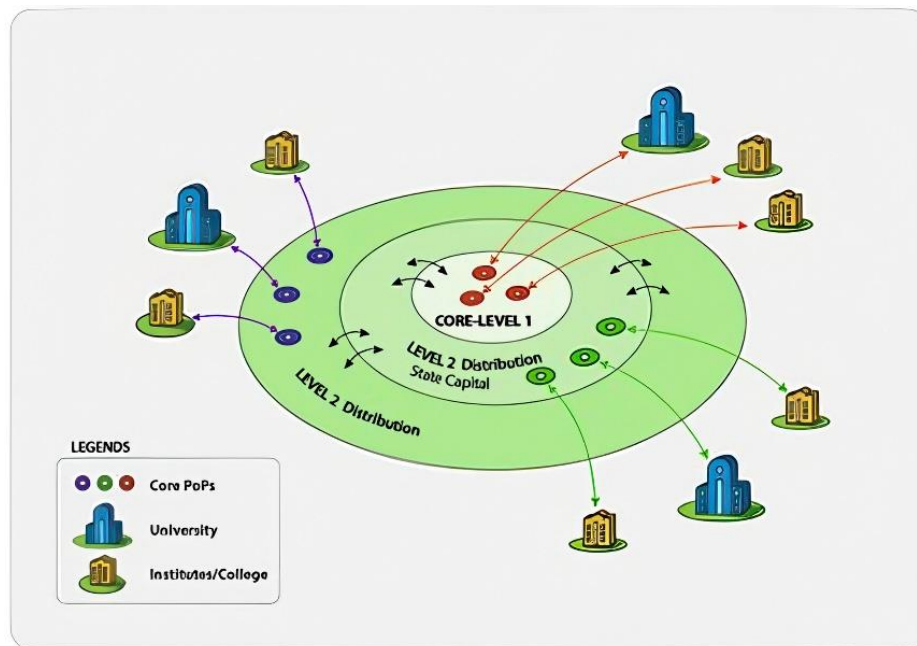 CORE-LEVEL 1
LEVEL 2 Distribution
State Capital
LEVEL 2 Distribution
LEGENDS
Core PoPs
University
Institutes/College